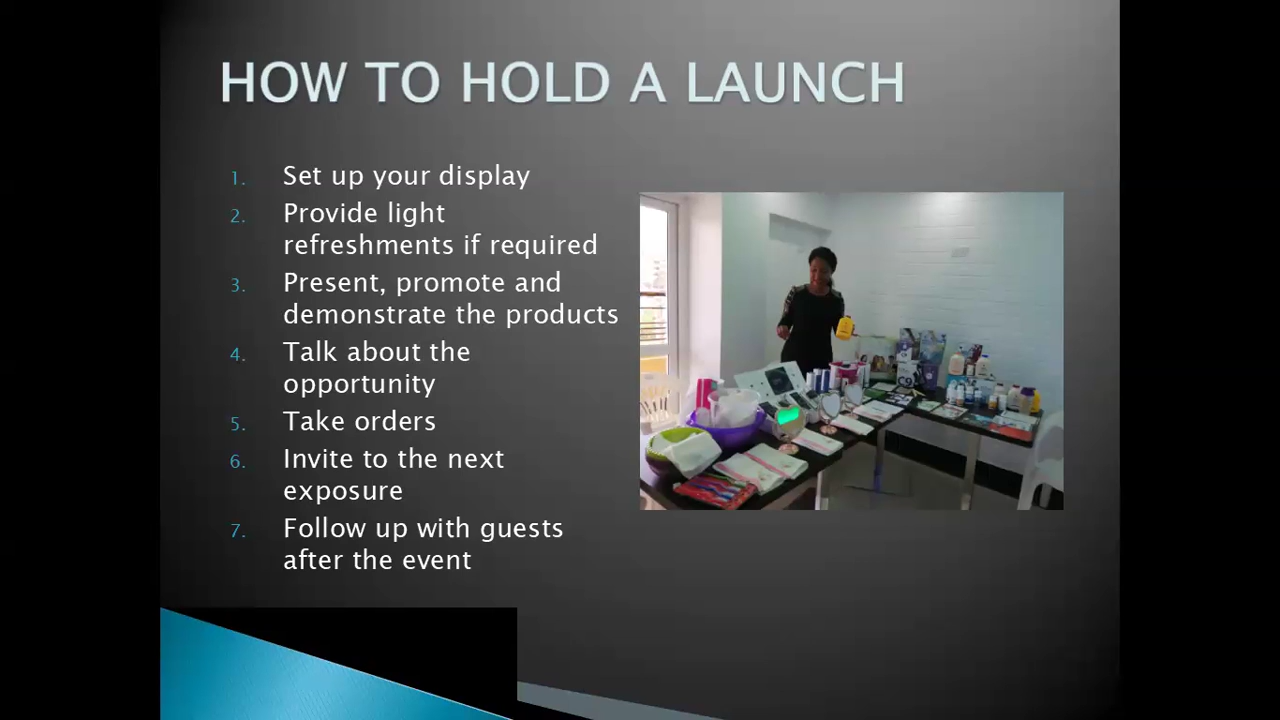 HOW TO HOLD A LAUNCH
1. Set up your display
2. Provide light
refreshments if required
3. Present, promote and
demonstrate the products
4. Talk about the
opportunity
5. Take orders
6. Invite to the next
exposure
7. Follow up with guests
after the event